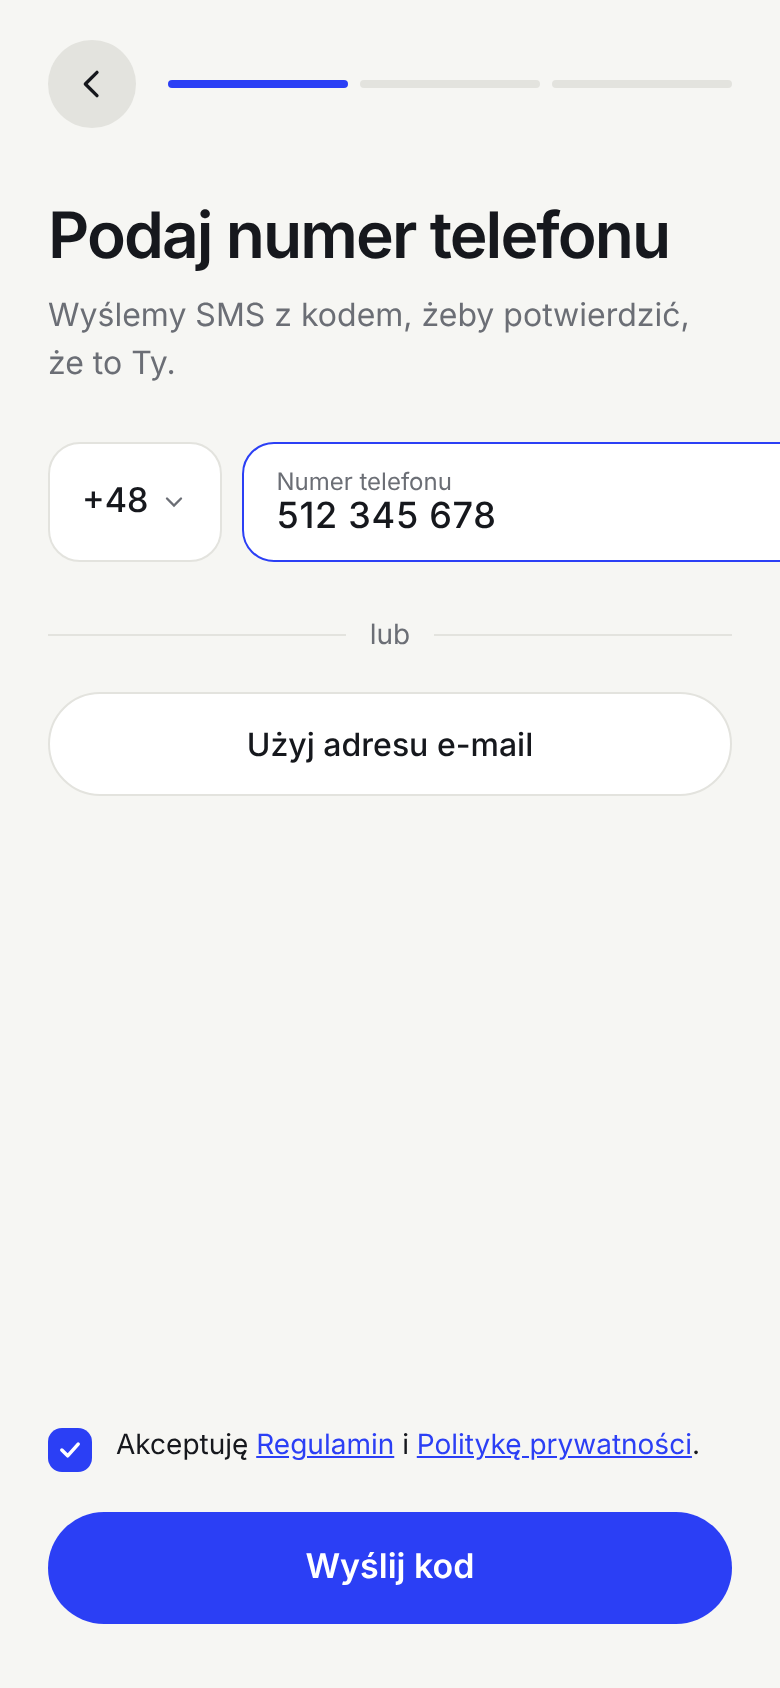 Podaj numer telefonu
Wyślemy SMS z kodem, żeby potwierdzić,
że to Ty.
+48
Numer telefonu
512 345 678
lub
Użyj adresu e-mail
Akceptuję Regulamin i Politykę prywatności.
Wyślij kod